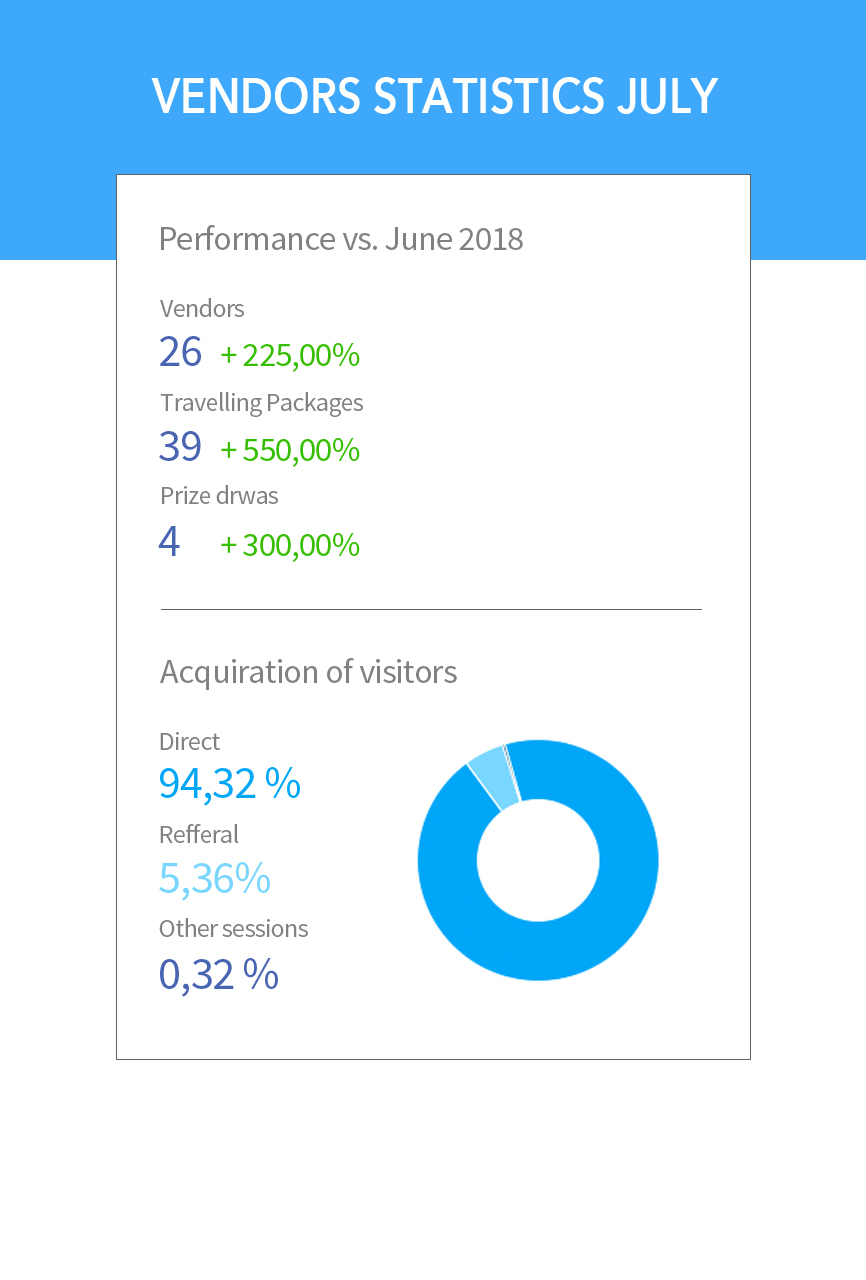 VENDORS STATISTICS JULY
Performance vs. June 2018
Vendors
26 + 225,00%
Travelling Packages
39 + 550,00%
Prize drwas
4 + 300,00%
Acquiration of visitors
Direct
94,32 %
Refferal
5,36%
Other sessions
0,32 %